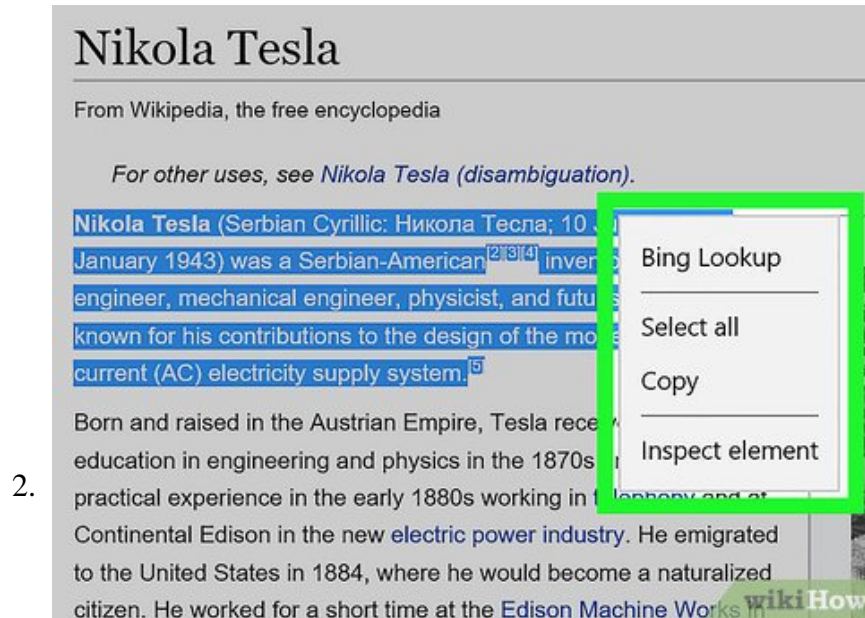 Nikola Tesla
From Wikipedia, the free encyclopedia
For other uses, see Nikola Tesla (disambiguation).
Nikola Tesla (Serbian Cyrillic: Никола Тесла; 10
January 1943) was a Serbian-American[2][3][4]
engineer, mechanical engineer, physicist, and
known for his contributions to the design of the
current (AC) electricity supply system.[5]
Born and raised in the Austrian Empire, Tesla
education in engineering and physics in the 1870s
2.
practical experience in the early 1880s working in telephony and at
Continental Edison in the new electric power industry. He emigrated
to the United States in 1884, where he would become a naturalized
citizen. He worked for a short time at the Edison Machine Works in
Bing Lookup
Select all
Copy
Inspect element
wikiHow